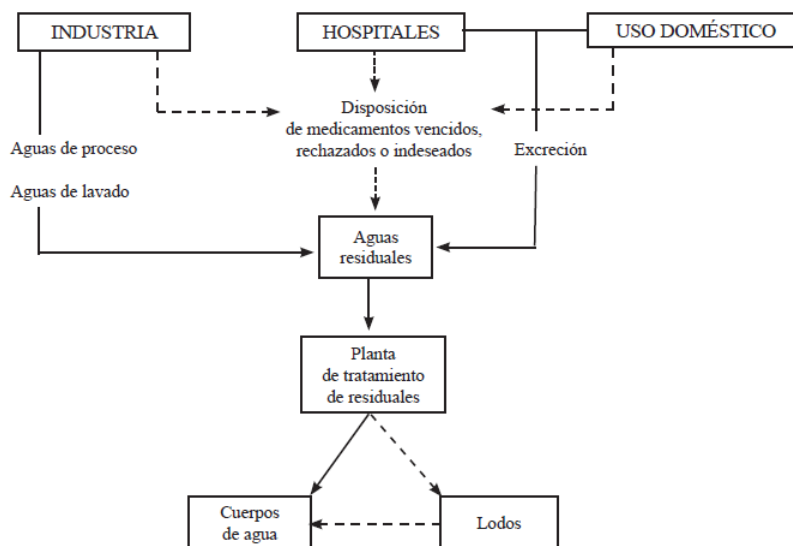 INDUSTRIA
HOSPITALES
USO DOMÉSTICO
Disposición
de medicamentos vencidos,
rechazados o indeseados
Aguas de proceso
Excreción
Aguas de lavado
Aguas
residuales
Planta
de tratamiento
de residuales
Cuerpos
de agua
Lodos